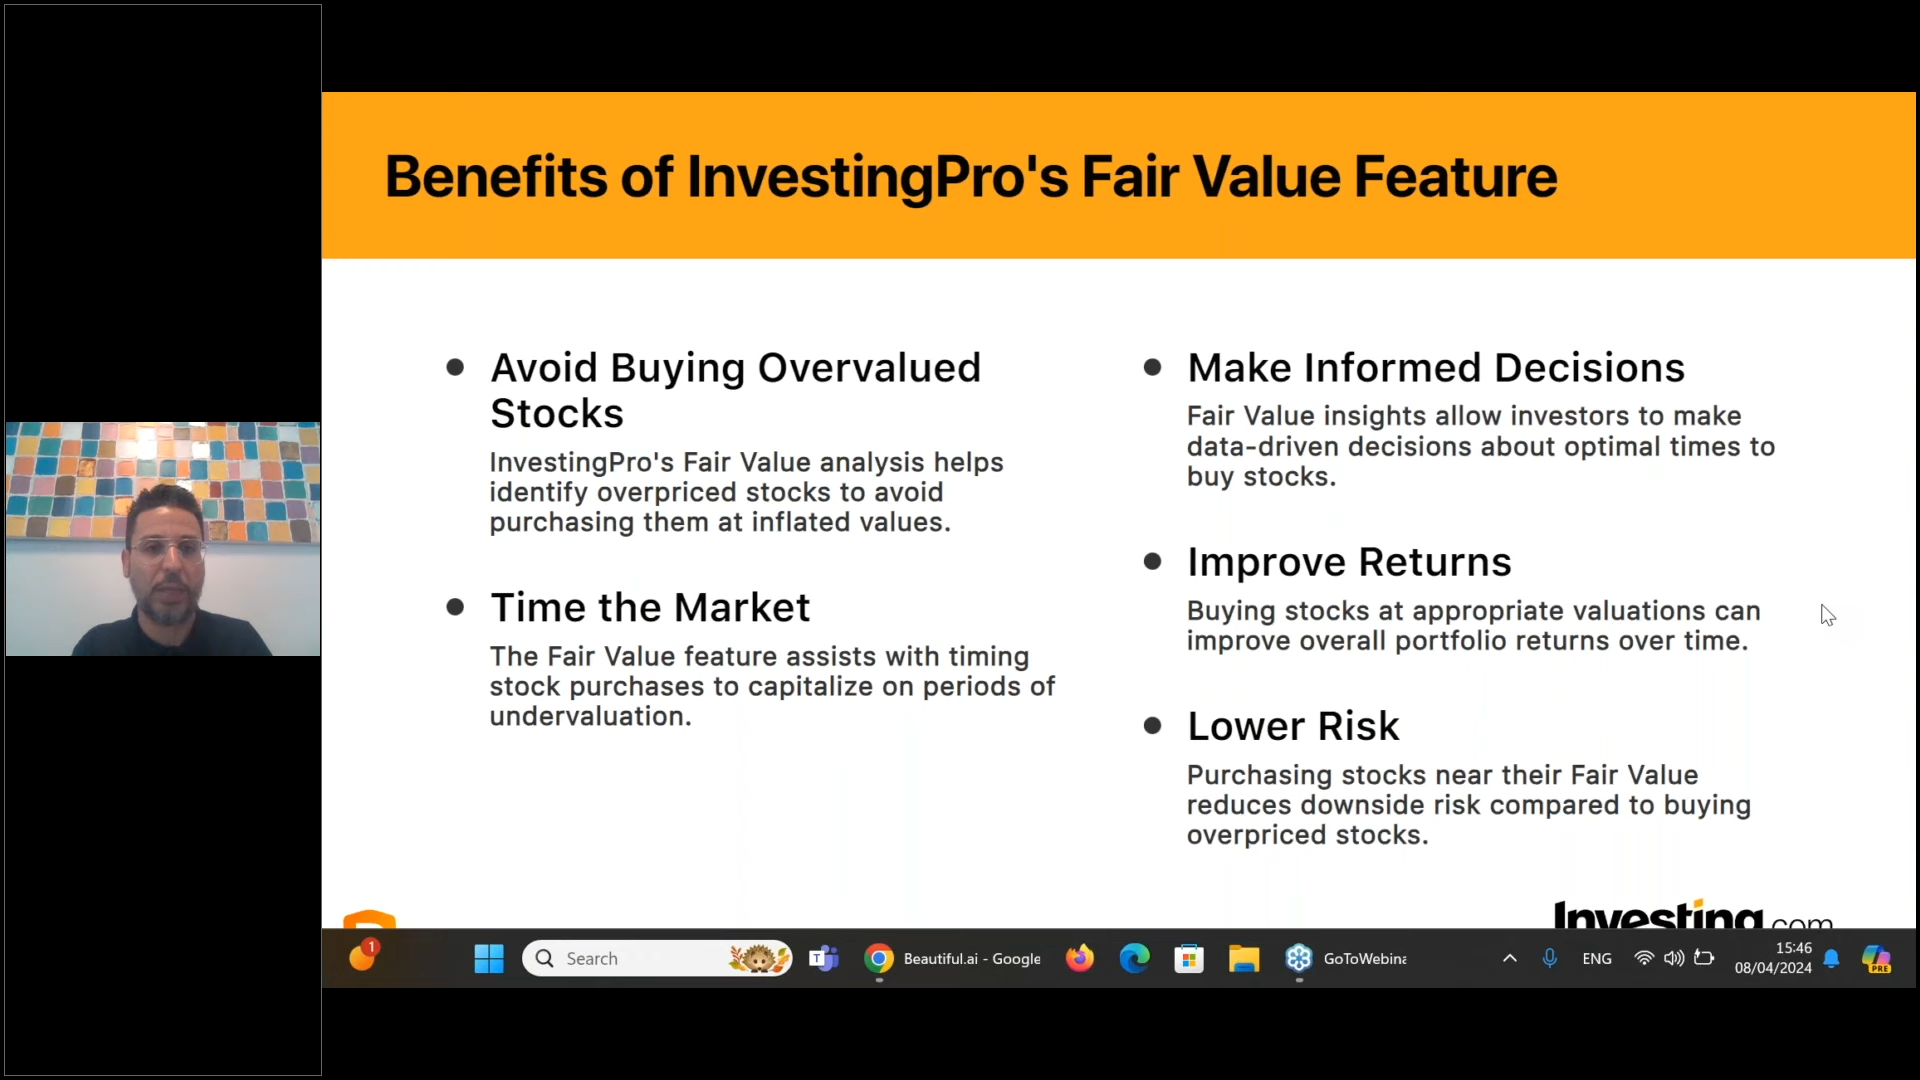 Benefits of InvestingPro's Fair Value Feature
Avoid Buying Overvalued
Stocks
InvestingPro's Fair Value analysis helps
identify overpriced stocks to avoid
purchasing them at inflated values.
Time the Market
The Fair Value feature assists with timing
stock purchases to capitalize on periods of
undervaluation.
Make Informed Decisions
Fair Value insights allow investors to make
data-driven decisions about optimal times to
buy stocks.
Improve Returns
Buying stocks at appropriate valuations can
improve overall portfolio returns over time.
Lower Risk
Purchasing stocks near their Fair Value
reduces downside risk compared to buying
overpriced stocks.
Investing.com
1
Search
T
Beautiful.ai - Google
GoToWebina
ENG
15:46
08/04/2024
PRE